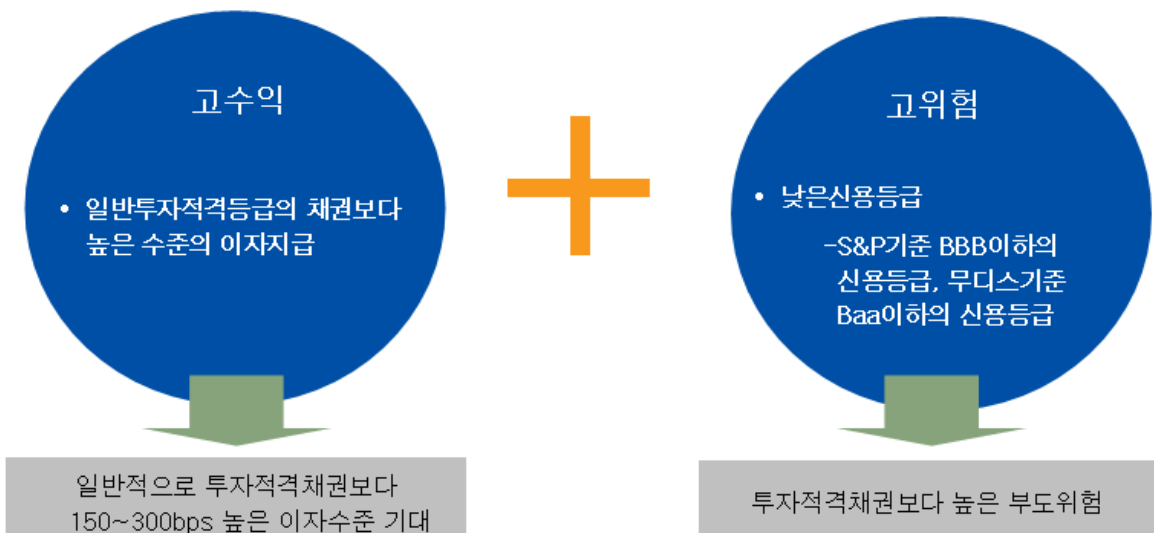 고수익
• 일반투자적격등급의 채권보다
높은 수준의 이자지급
일반적으로 투자적격채권보다
150~300bps 높은 이자수준 기대
고위험
• 낮은신용등급
-S&P기준 BBB이하의
신용등급, 무디스기준
Baa이하의 신용등급
투자적격채권보다 높은 부도위험